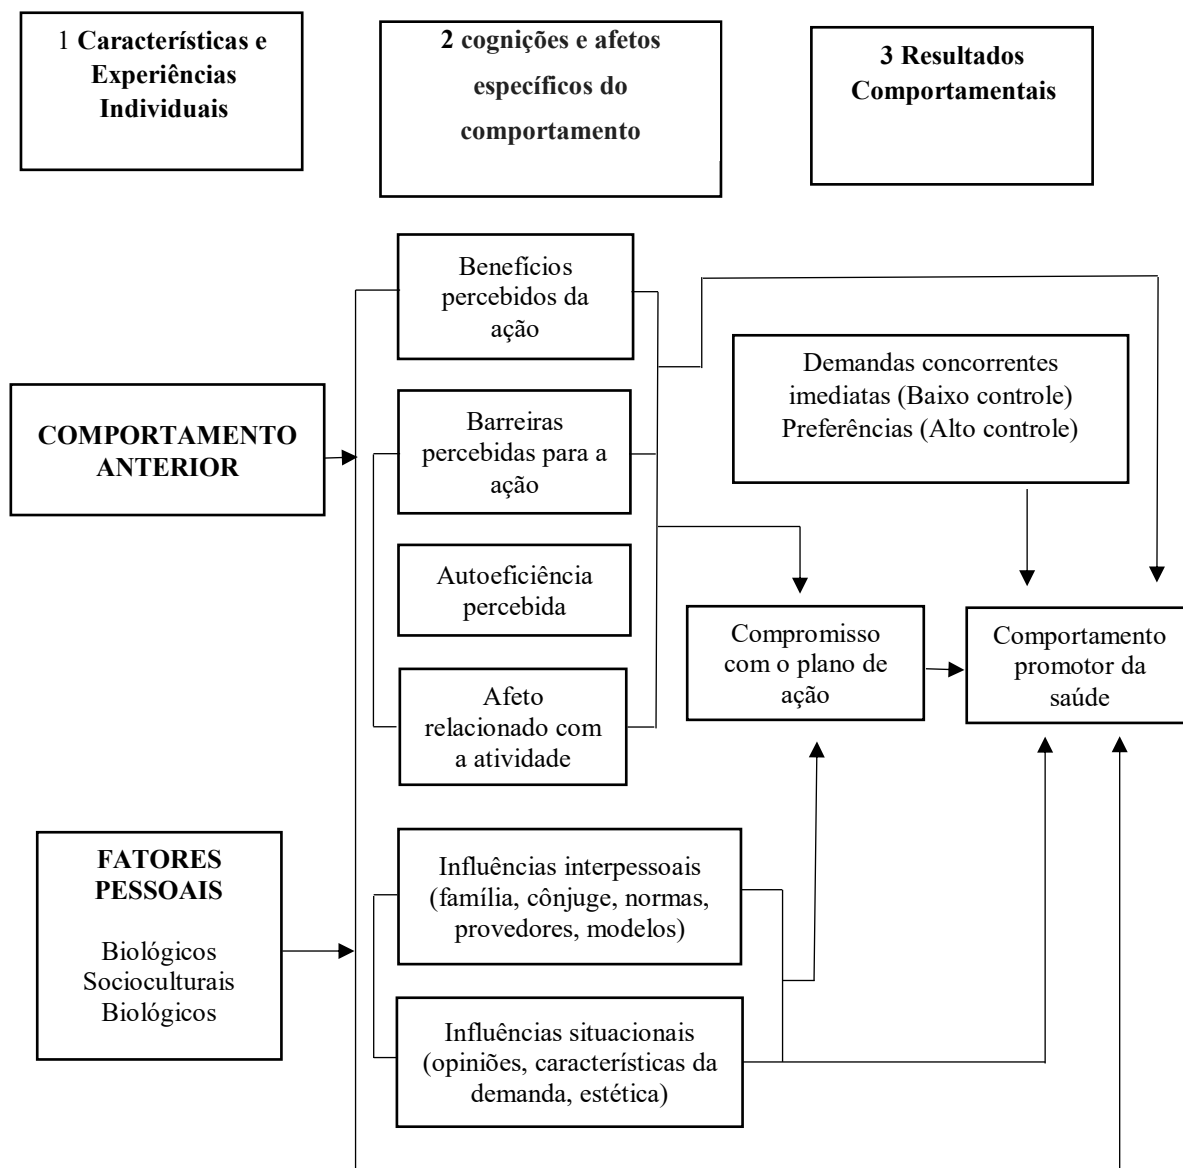 1 Características e
Experiências
Individuais
2 cognições e afetos
específicos do
comportamento
3 Resultados
Comportamentais
Benefícios
percebidos da
ação
Demandas concorrentes
imediatas (Baixo controle)
Preferências (Alto controle)
COMPORTAMENTO
ANTERIOR
Barreiras
percebidas para a
ação
Autoeficiência
percebida
Compromisso
com o plano de
ação
Comportamento
promotor da
saúde
Afeto
relacionado com
a atividade
FATORES
PESSOAIS
Biológicos
Socioculturais
Biológicos
Influências interpessoais
(família, cônjuge, normas,
provedores, modelos)
Influências situacionais
(opiniões, características da
demanda, estética)